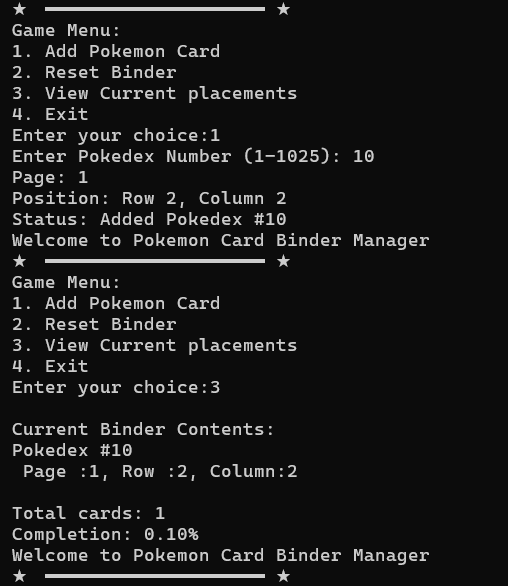 ★ ━━━━━━━━━━━━━━━━━━━━ ★
Game Menu:
1. Add Pokemon Card
2. Reset Binder
3. View Current placements
4. Exit
Enter your choice:1
Enter Pokedex Number (1-1025): 10
Page: 1
Position: Row 2, Column 2
Status: Added Pokedex #10
Welcome to Pokemon Card Binder Manager
★ ━━━━━━━━━━━━━━━━━━━━ ★
Game Menu:
1. Add Pokemon Card
2. Reset Binder
3. View Current placements
4. Exit
Enter your choice:3
Current Binder Contents:
Pokedex #10
Page :1, Row :2, Column:2
Total cards: 1
Completion: 0.10%
Welcome to Pokemon Card Binder Manager
★ ━━━━━━━━━━━━━━━━━━━━ ★